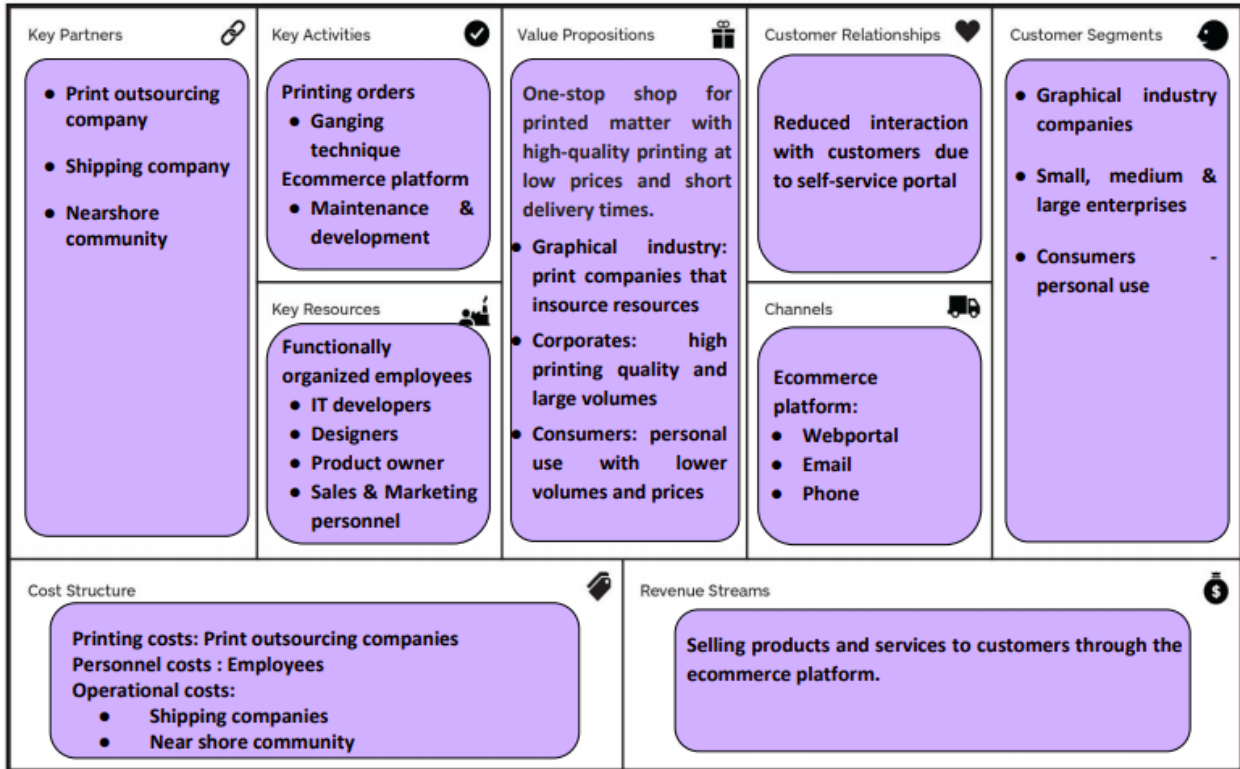 Key Partners
● Print outsourcing
company
● Shipping company
● Nearshore
community
Key Activities
Printing orders
● Ganging
technique
Ecommerce platform
● Maintenance &
development
Key Resources
Functionally
organized employees
● IT developers
● Designers
● Product owner
● Sales & Marketing
personnel
Value Propositions
One-stop shop for
printed matter with
high-quality printing at
low prices and short
delivery times.
● Graphical industry:
print companies that
insource resources
● Corporates: high
printing quality and
large volumes
● Consumers: personal
use with lower
volumes and prices
Customer Relationships
Reduced interaction
with customers due
to self-service portal
Channels
Ecommerce
platform:
● Webportal
● Email
● Phone
Customer Segments
● Graphical industry
companies
● Small, medium &
large enterprises
● Consumers -
personal use
Cost Structure
Printing costs: Print outsourcing companies
Personnel costs : Employees
Operational costs:
● Shipping companies
● Near shore community
Revenue Streams
$
Selling products and services to customers through the
ecommerce platform.